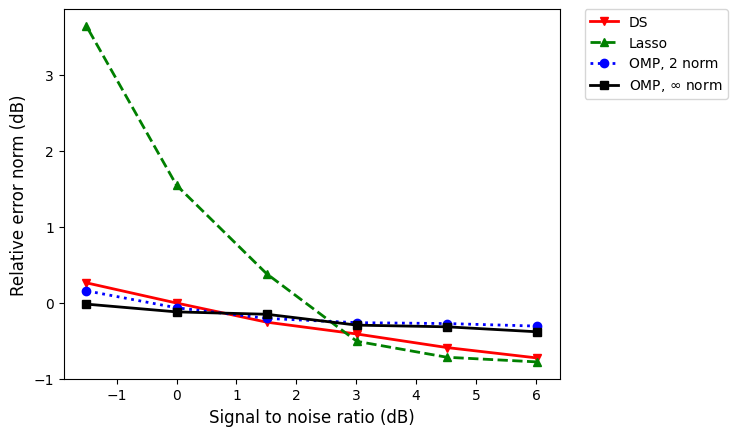 DS
Lasso
OMP, 2 norm
OMP, ∞ norm
Relative error norm (dB)
3
2
1
0
−1
−1 0 1 2 3 4 5 6
Signal to noise ratio (dB)